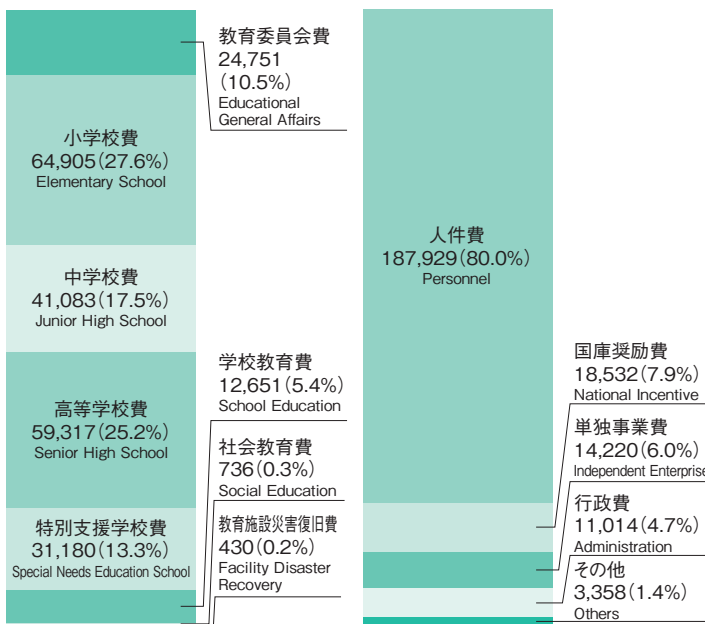 教育委員会費
24,751
(10.5%)
Educational
General Affairs
小学校費
64,905(27.6%)
Elementary School
中学校費
41,083(17.5%)
Junior High School
高等学校費
59,317(25.2%)
Senior High School
特別支援学校費
31,180(13.3%)
Special Needs Education School
学校教育費
12,651(5.4%)
School Education
社会教育費
736(0.3%)
Social Education
教育施設災害復旧費
430(0.2%)
Facility Disaster
Recovery
人件費
187,929(80.0%)
Personnel
国庫奨励費
18,532(7.9%)
National Incentive
単独事業費
14,220(6.0%)
Independent Enterprise
行政費
11,014(4.7%)
Administration
その他
3,358(1.4%)
Others